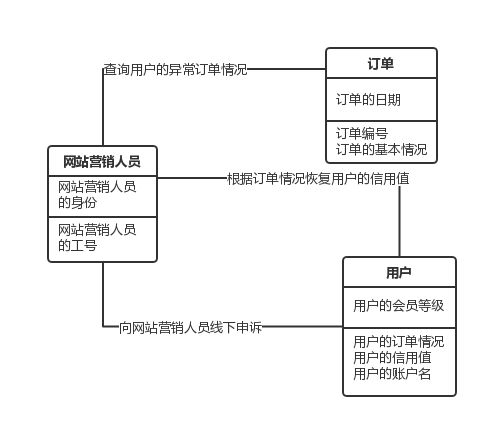 查询用户的异常订单情况
订单
订单的日期
订单编号
订单的基本情况
网站营销人员
网站营销人员
的身份
网站营销人员
的工号
根据订单情况恢复用户的信用值
用户
用户的会员等级
用户的订单情况
用户的信用值
用户的账户名
向网站营销人员线下申诉